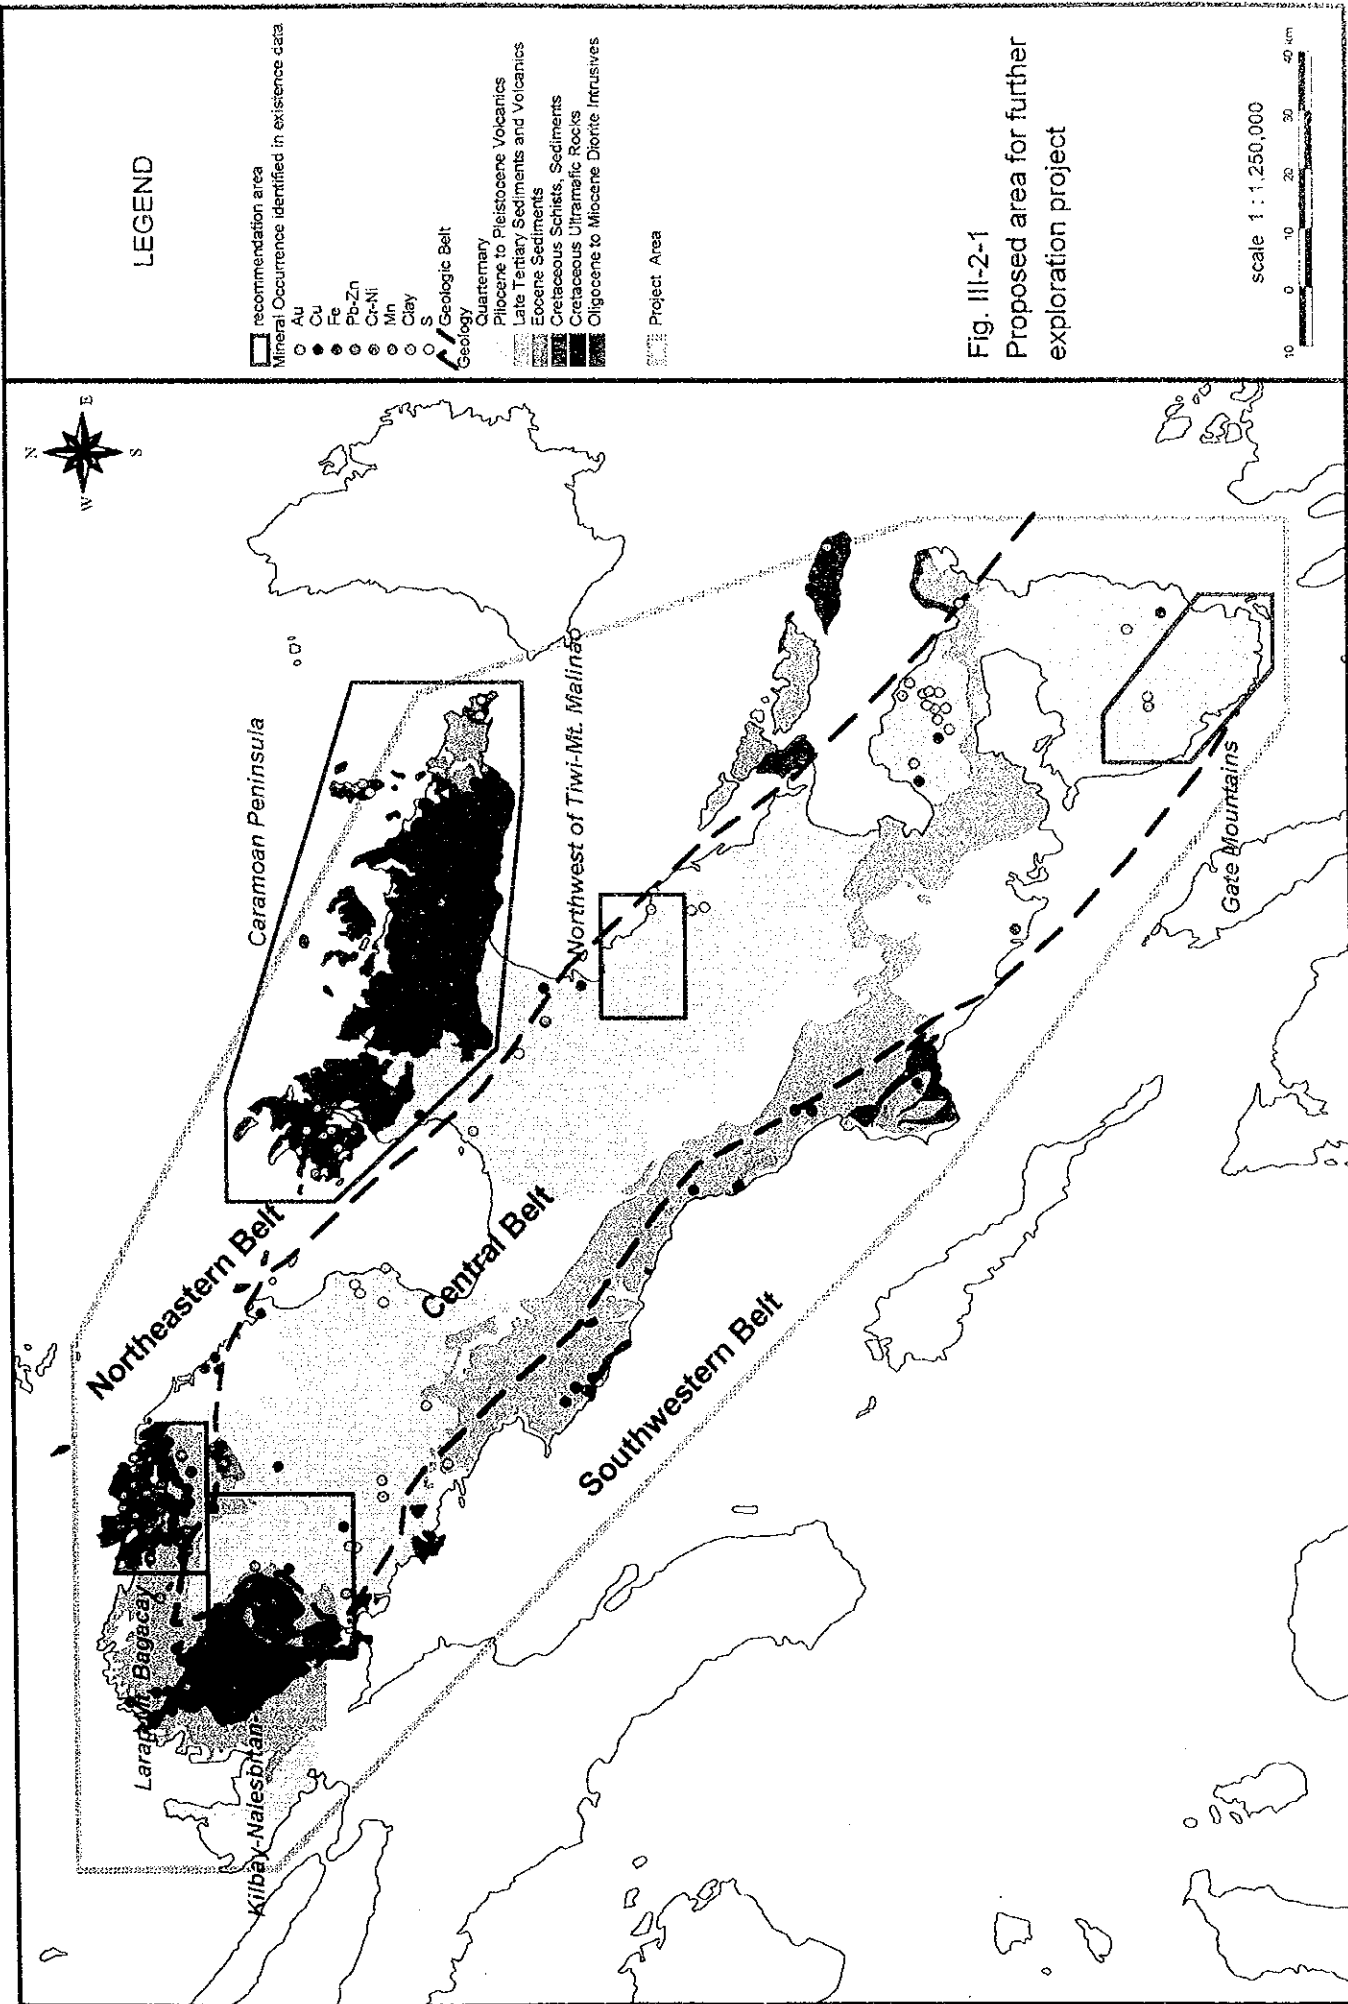 LEGEND
recommendation area
Mineral Occurrence identified in existence data
Au
Cu
Fe
Pb-Zn
Cr-Ni
Mn
Clay
S
Geologic Belt
Geology
Quarternary
Pliocene to Pleistocene Volcanics
Late Tertiary Sediments and Volcanics
Eocene Sediments
Cretaceous Schists, Sediments
Cretaceous Ultramafic Rocks
Oligocene to Miocene Diorite Intrusives
Project Area
Fig. III-2-1
Proposed area for further
exploration project
scale 1 : 1,250,000
10 0 10 20 30 40 km
N
W E
S
Caramoan Peninsula
Northwest of Tiwi-Mt. Malinao
Northeastern Belt
Central Belt
Southwestern Belt
Gate Mountains
Bagacay
Kilbay-Nalesbitan-